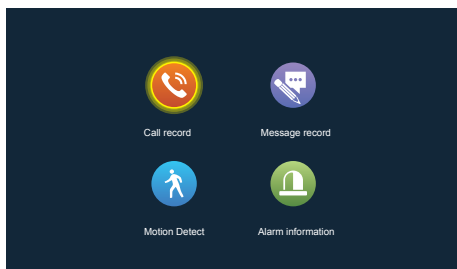 Call record
Message record
Motion Detect
Alarm information